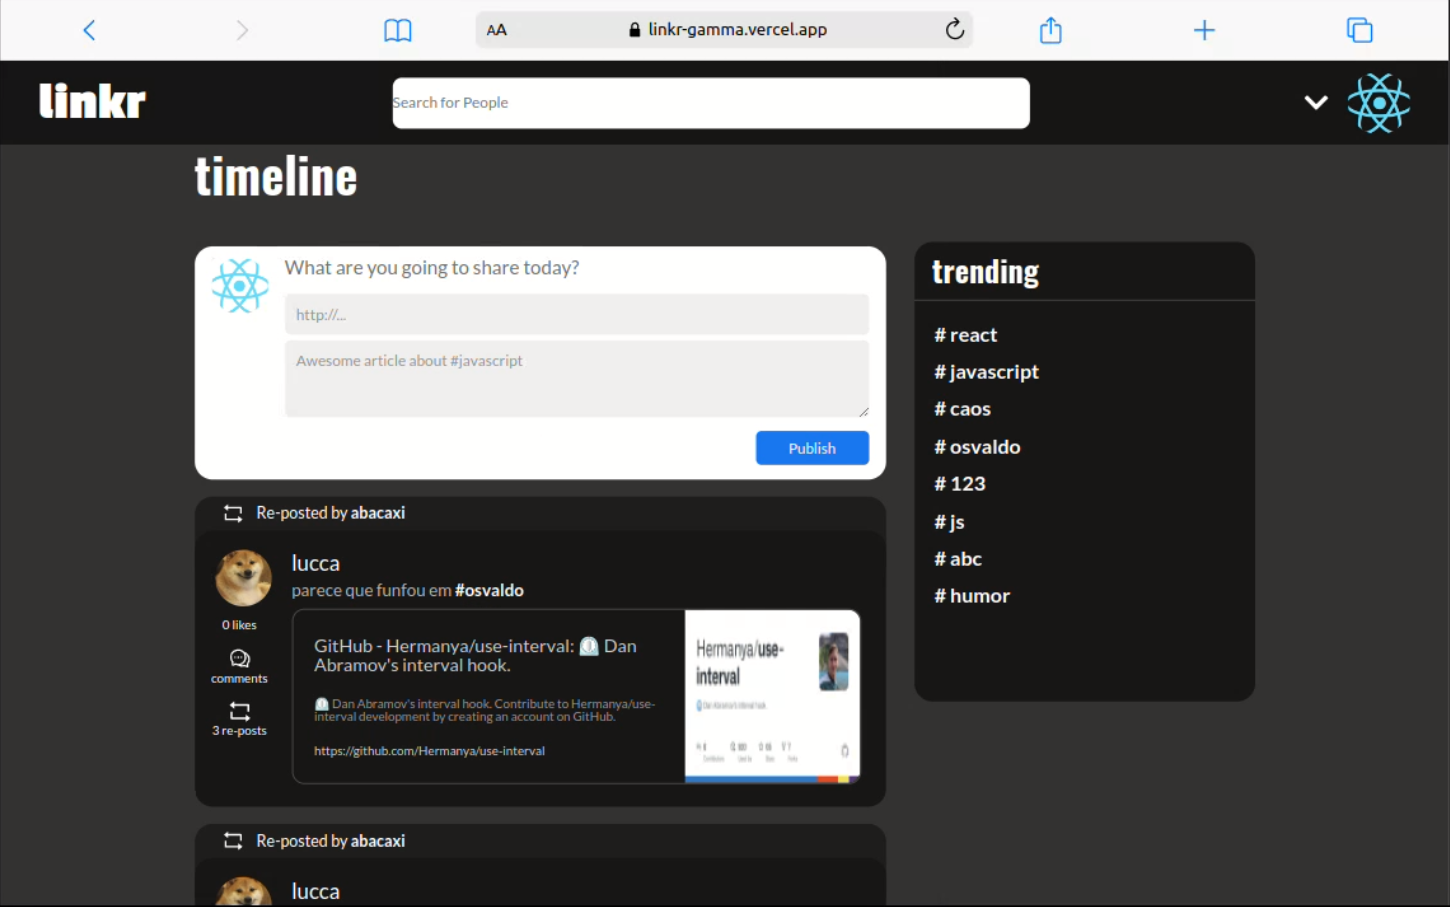 AA
linkr-gamma.vercel.app
linkr
Search for People
timeline
What are you going to share today?
http://...
Awesome article about #javascript
Publish
trending
# react
# javascript
# caos
# osvaldo
# 123
# js
# abc
# humor
Re-posted by abacaxi
lucca
parece que funfou em #osvaldo
0 likes
comments
3 re-posts
GitHub - Hermanya/use-interval: Dan
Abramov's interval hook.
Dan Abramov's interval hook. Contribute to Hermanya/use-
interval development by creating an account on GitHub.
https://github.com/Hermanya/use-interval
Hermanya/use-
interval
Dan Abramov's interval hook.
Re-posted by abacaxi
lucca